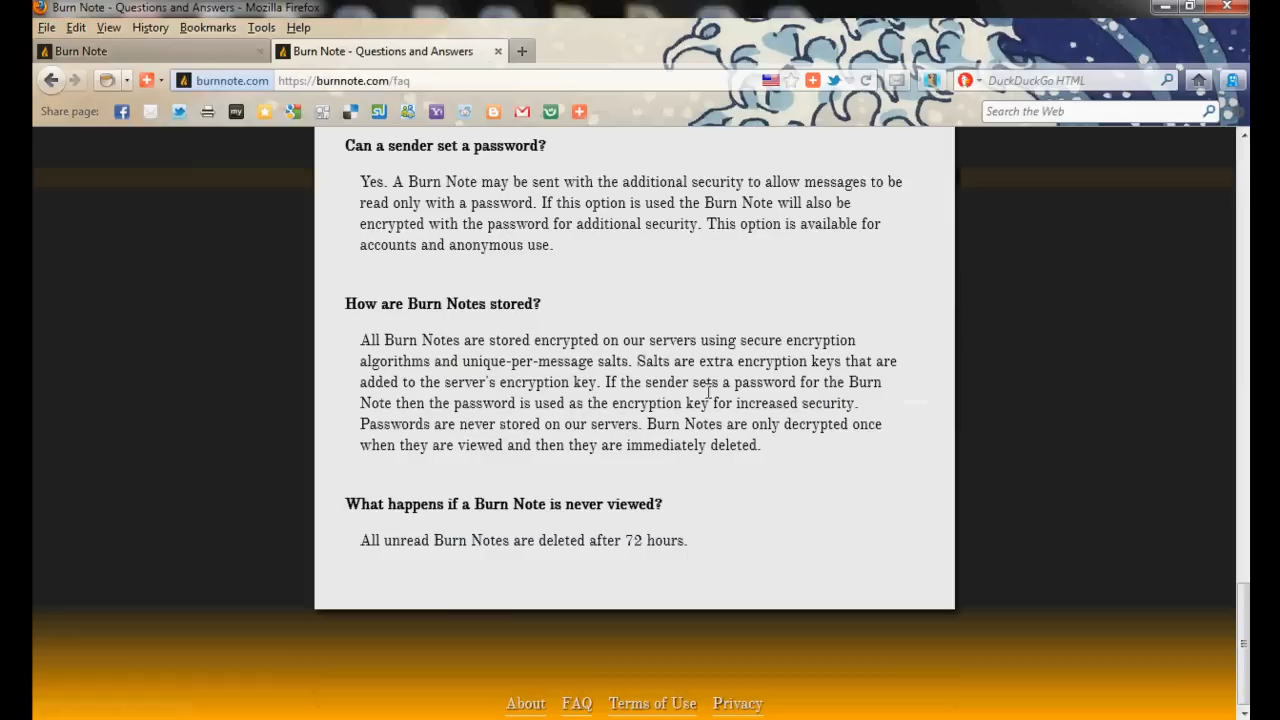 Burn Note - Questions and Answers - Mozilla Firefox
File Edit View History Bookmarks Tools Help
Burn Note
Burn Note - Questions and Answers
burnnote.com https://burnnote.com/faq
DuckDuckGo HTML
Share page:
my
Search the Web
Can a sender set a password?
Yes. A Burn Note may be sent with the additional security to allow messages to be
read only with a password. If this option is used the Burn Note will also be
encrypted with the password for additional security. This option is available for
accounts and anonymous use.
How are Burn Notes stored?
All Burn Notes are stored encrypted on our servers using secure encryption
algorithms and unique-per-message salts. Salts are extra encryption keys that are
added to the server's encryption key. If the sender sets a password for the Burn
Note then the password is used as the encryption key for increased security.
Passwords are never stored on our servers. Burn Notes are only decrypted once
when they are viewed and then they are immediately deleted.
What happens if a Burn Note is never viewed?
All unread Burn Notes are deleted after 72 hours.
About FAQ Terms of Use Privacy